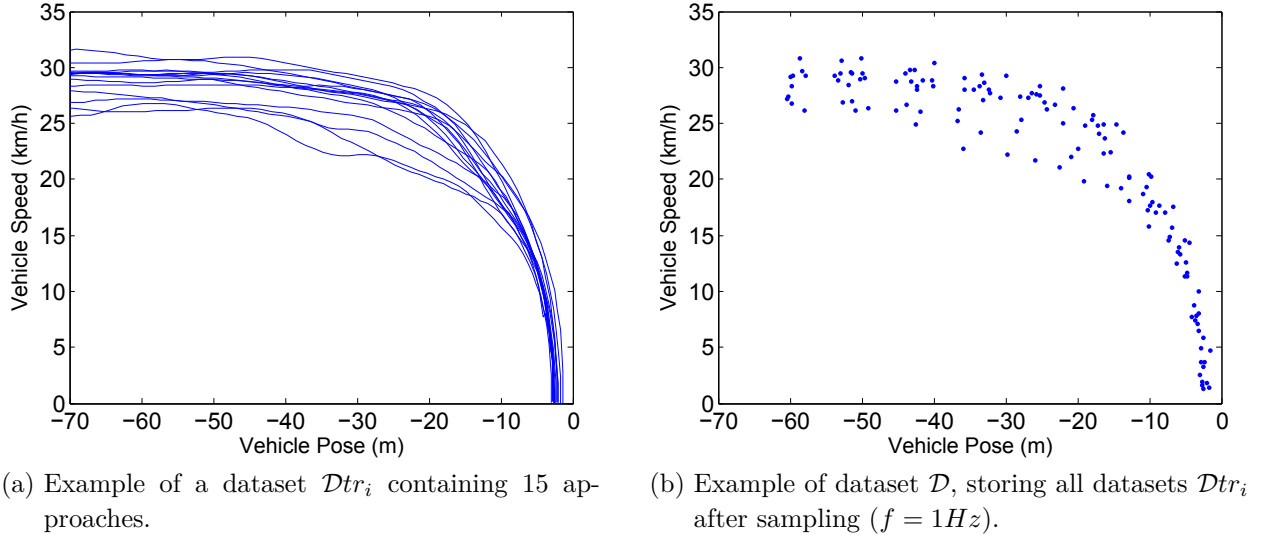 35
30
25
20
15
10
5
0
Vehicle Speed (km/h)
−70 −60 −50 −40 −30 −20 −10 0
Vehicle Pose (m)
(a) Example of a dataset Dtr_i containing 15 ap-
proaches.
35
30
25
20
15
10
5
0
Vehicle Speed (km/h)
−70 −60 −50 −40 −30 −20 −10 0
Vehicle Pose (m)
(b) Example of dataset D, storing all datasets Dtr_i
after sampling (f = 1Hz).